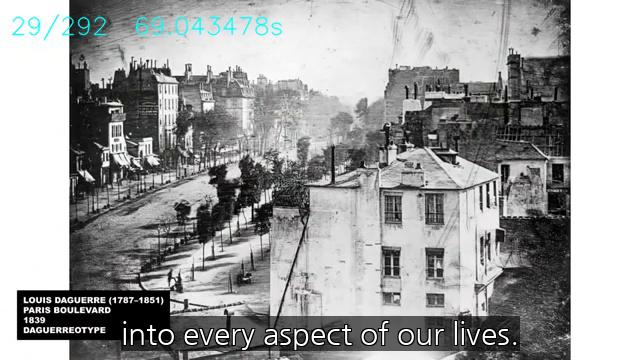 29/292 69.043478s
LOUIS DAGUERRE (1787–1851)
PARIS BOULEVARD
1839
DAGUERREOTYPE
into every aspect of our lives.